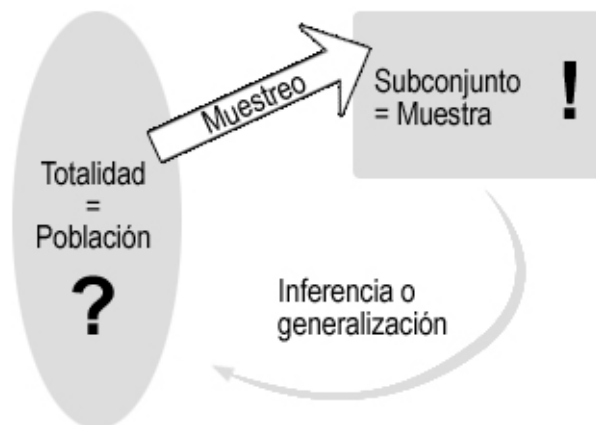 Totalidad
=
Población
?
Muestreo
Subconjunto
= Muestra
!
Inferencia o
generalización